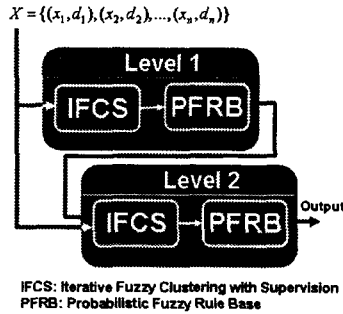 X = {(x₁,d₁),(x₂,d₂),...,(xₙ,dₙ)}
Level 1
IFCS
PFRB
Level 2
IFCS
PFRB
Output
IFCS: Iterative Fuzzy Clustering with Supervision
PFRB: Probabilistic Fuzzy Rule Base